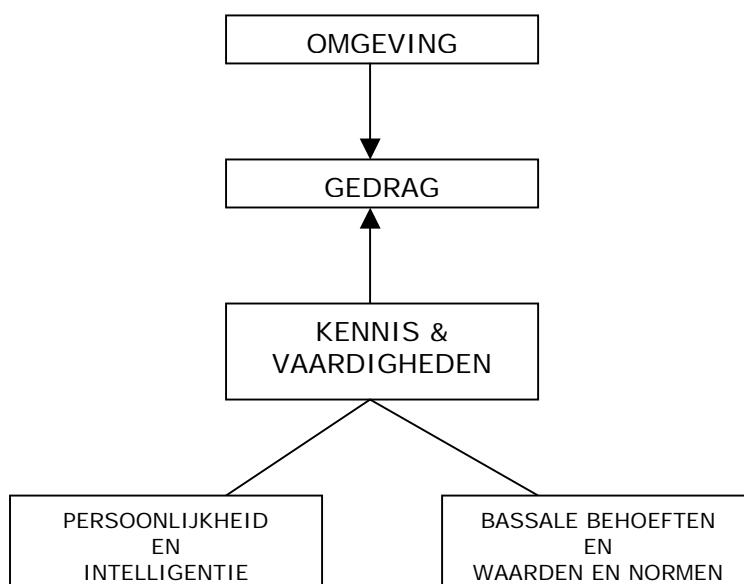 OMGEVING
GEDRAG
KENNIS &
VAARDIGHEDEN
PERSOONLIJKHEID
EN
INTELLIGENTIE
BASSALE BEHOEFTEN
EN
WAARDEN EN NORMEN